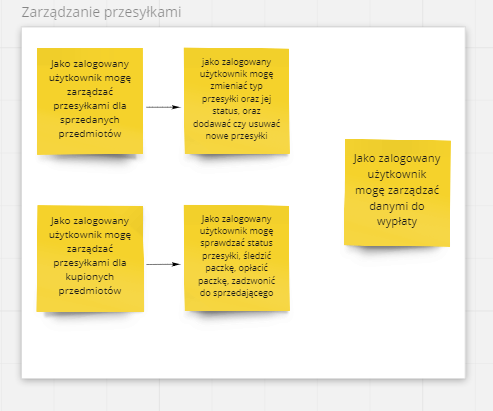 Zarządzanie przesyłkami
Jako zalogowany
użytkownik mogę
zarządzać
przesyłkami dla
sprzedanych
przedmiotów
jako zalogowany
użytkownik mogę
zmieniać typ
przesyłki oraz jej
status, oraz
dodawać czy usuwać
nowe przesyłki
Jako zalogowany
użytkownik mogę
zarządzać
przesyłkami dla
kupionych
przedmiotów
Jako zalogowany
użytkownik mogę
sprawdzać status
przesyłki, śledzić
paczkę, opłacić
paczkę, zadzwonić
do sprzedającego
Jako zalogowany
użytkownik
mogę zarządzać
danymi do
wypłaty